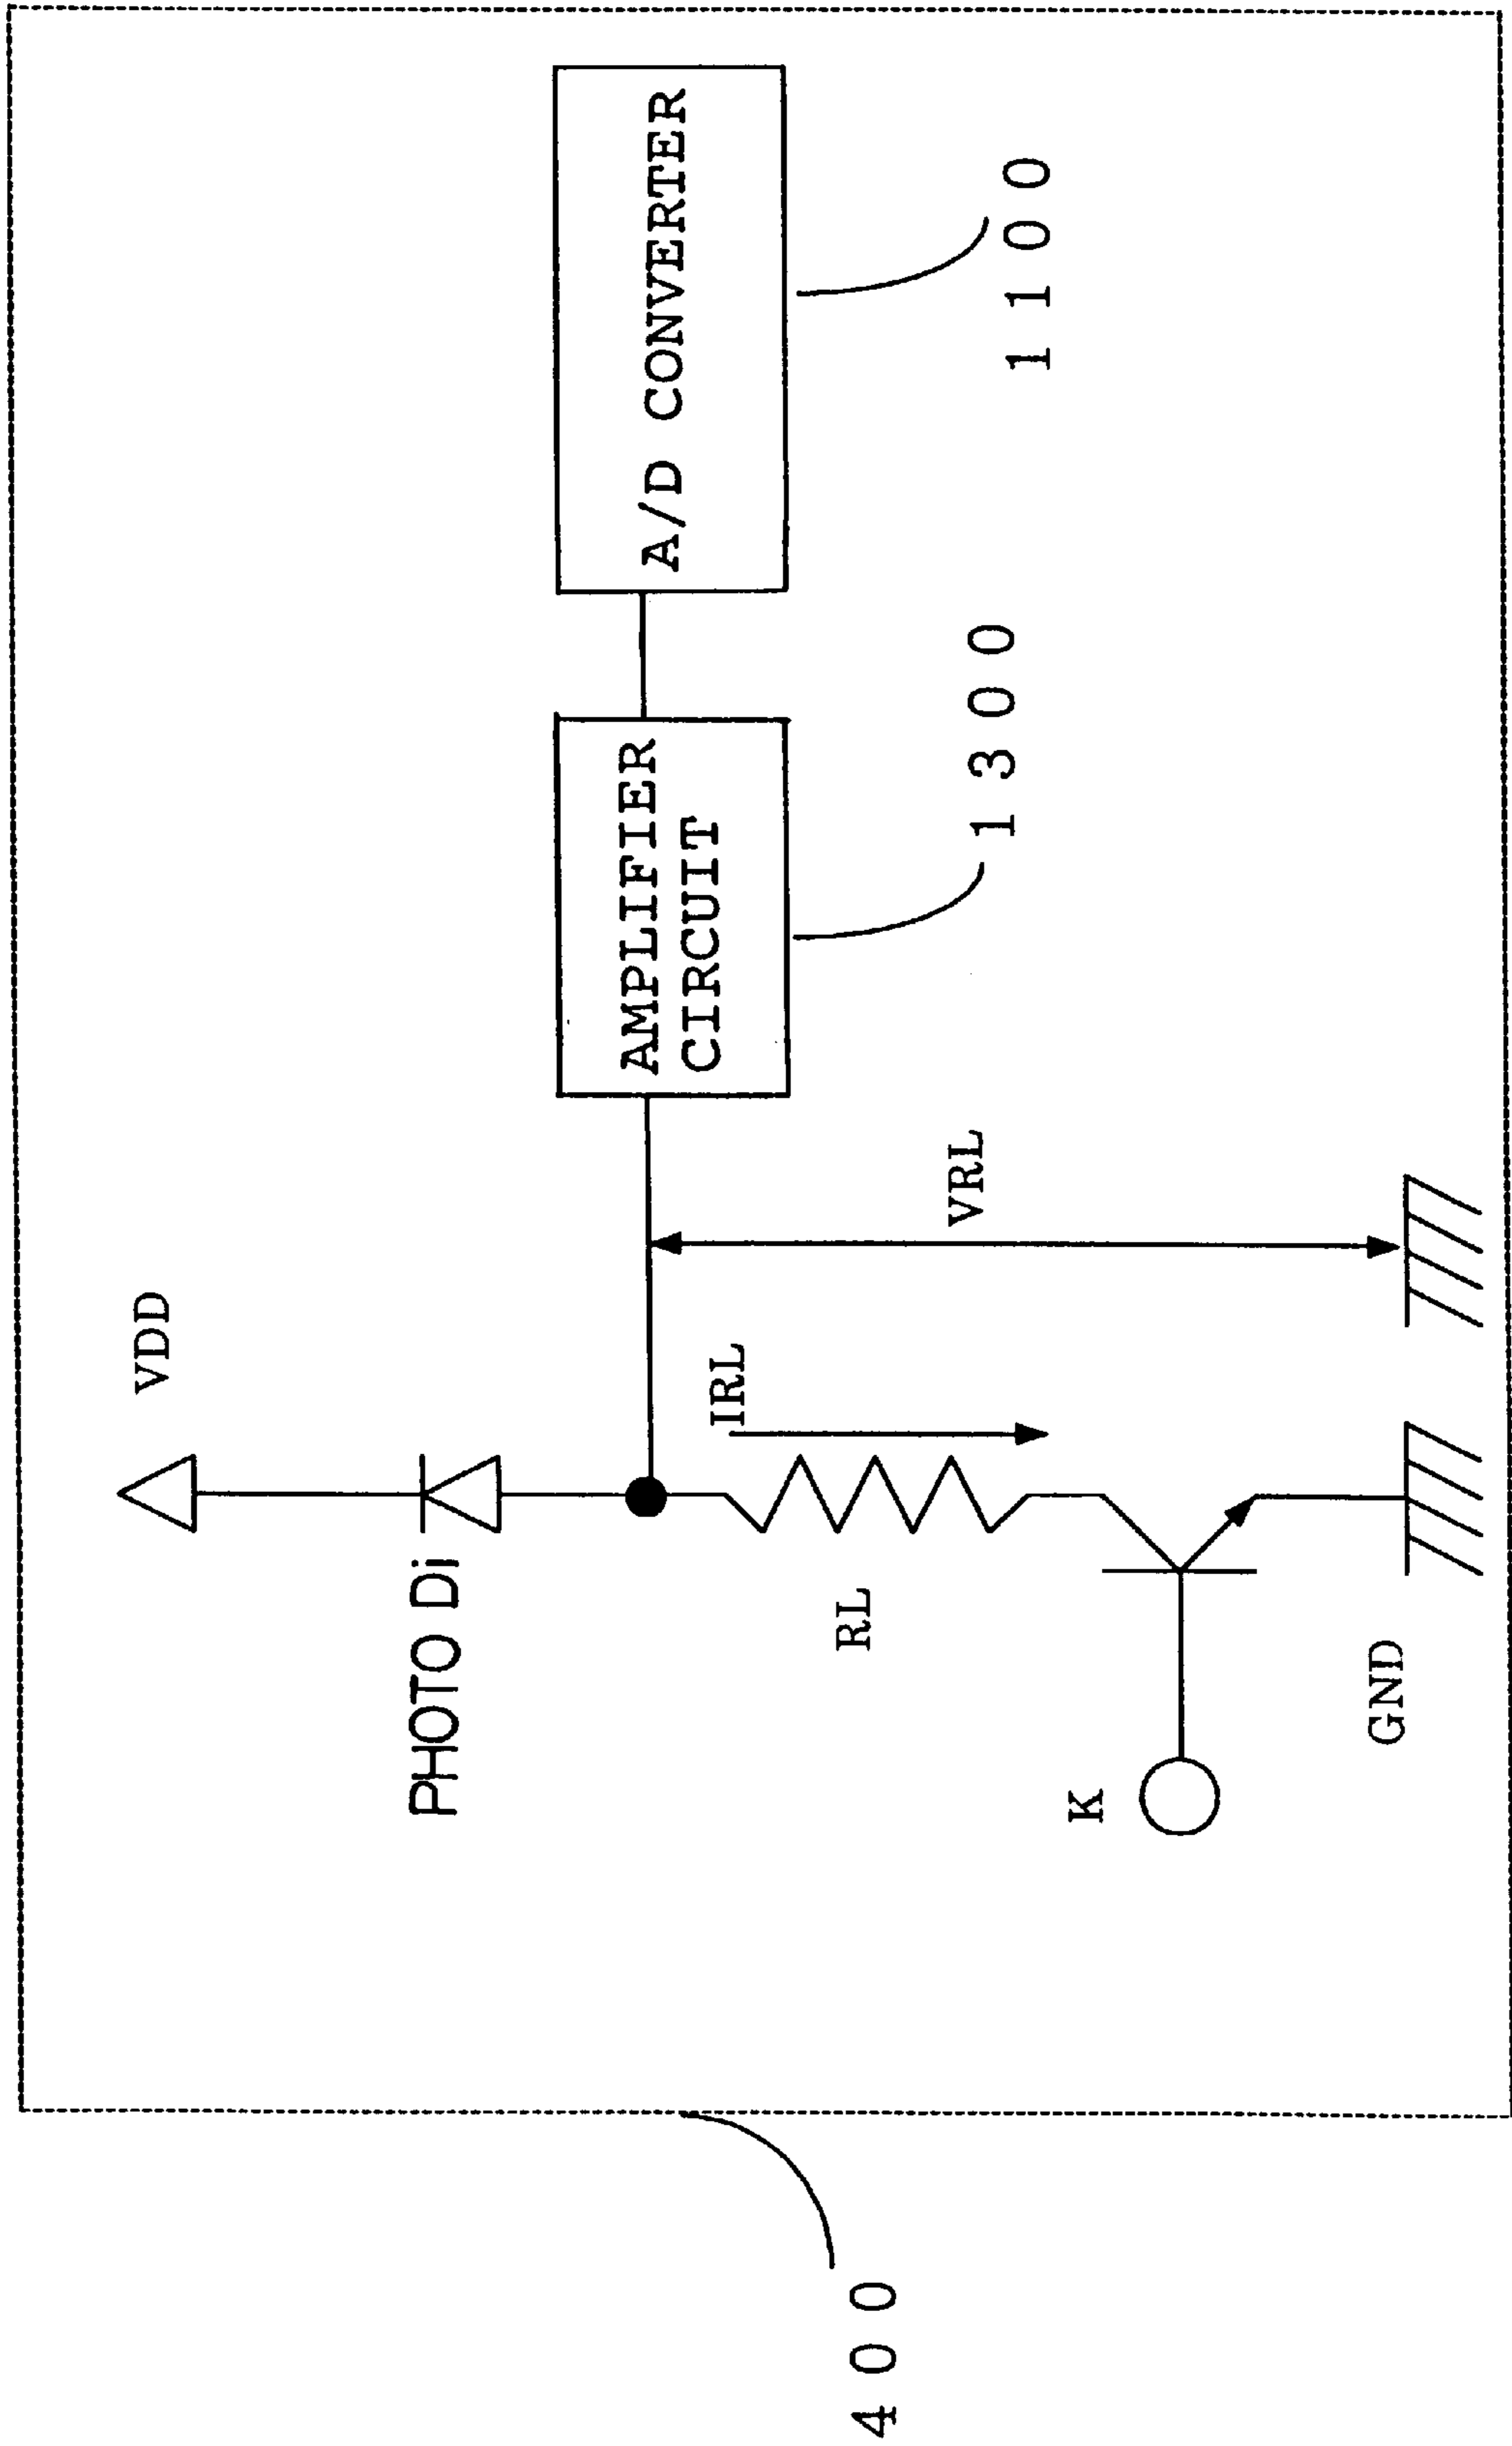 VDD
PHOTO Di
AMPLIFIER
CIRCUIT
A/D CONVERTER
IRL
RL
VRL
K
GND
1300
1100
400